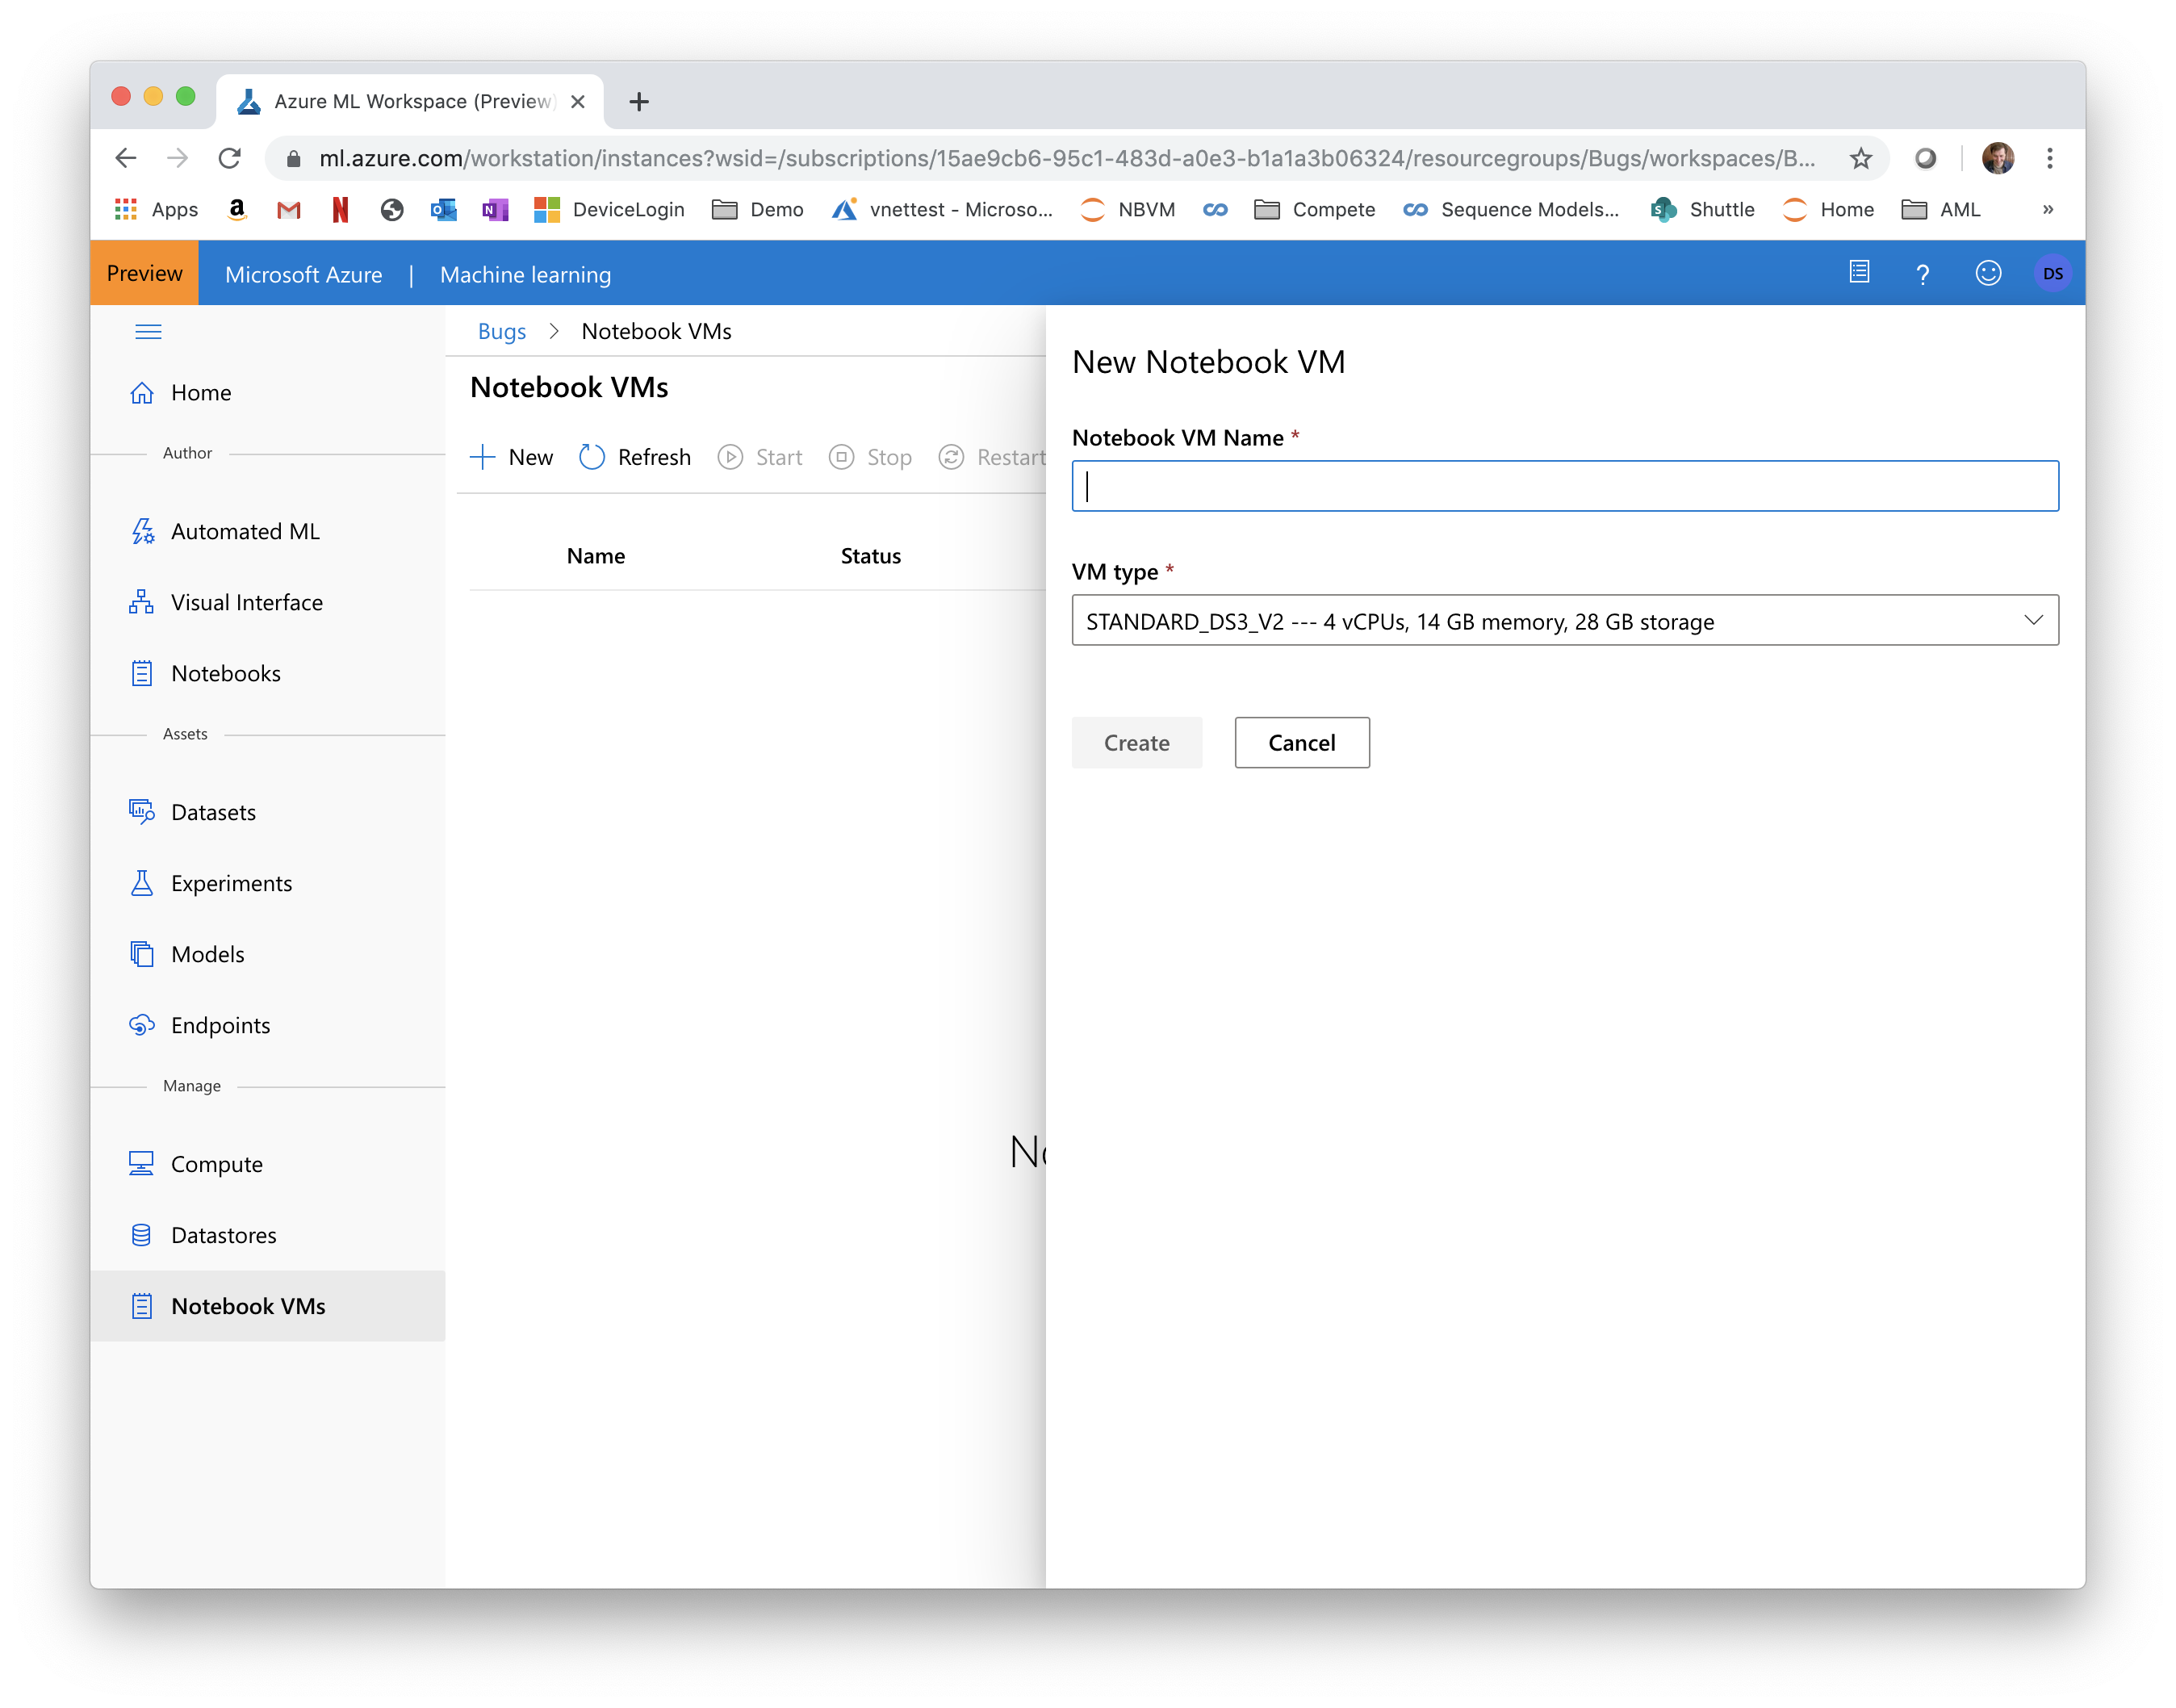 Azure ML Workspace (Preview)
ml.azure.com/workstation/instances?wsid=/subscriptions/15ae9cb6-95c1-483d-a0e3-b1a1a3b06324/resourcegroups/Bugs/workspaces/B...
Apps DeviceLogin Demo vnettest - Microso... NBVM Compete Sequence Models... Shuttle Home AML »
Preview Microsoft Azure | Machine learning ? DS
Bugs > Notebook VMs
Home
Author
Automated ML
Visual Interface
Notebooks
Assets
Datasets
Experiments
Models
Endpoints
Manage
Compute
Datastores
Notebook VMs
Notebook VMs
New Refresh Start Stop Restart
Name Status
No
New Notebook VM
Notebook VM Name *
VM type *
STANDARD_DS3_V2 --- 4 vCPUs, 14 GB memory, 28 GB storage
Create Cancel